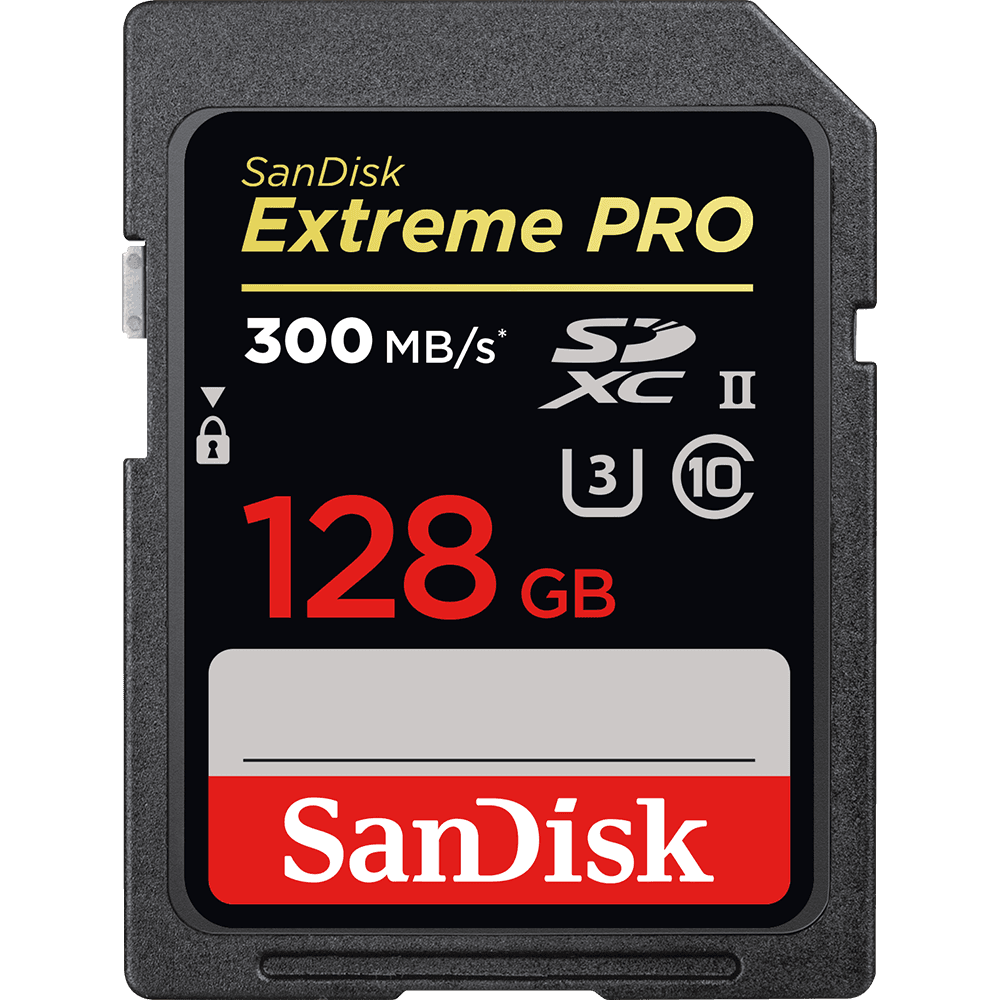 SanDisk
Extreme PRO
300 MB/s*
SD
XC II
3 10
128 GB
SanDisk